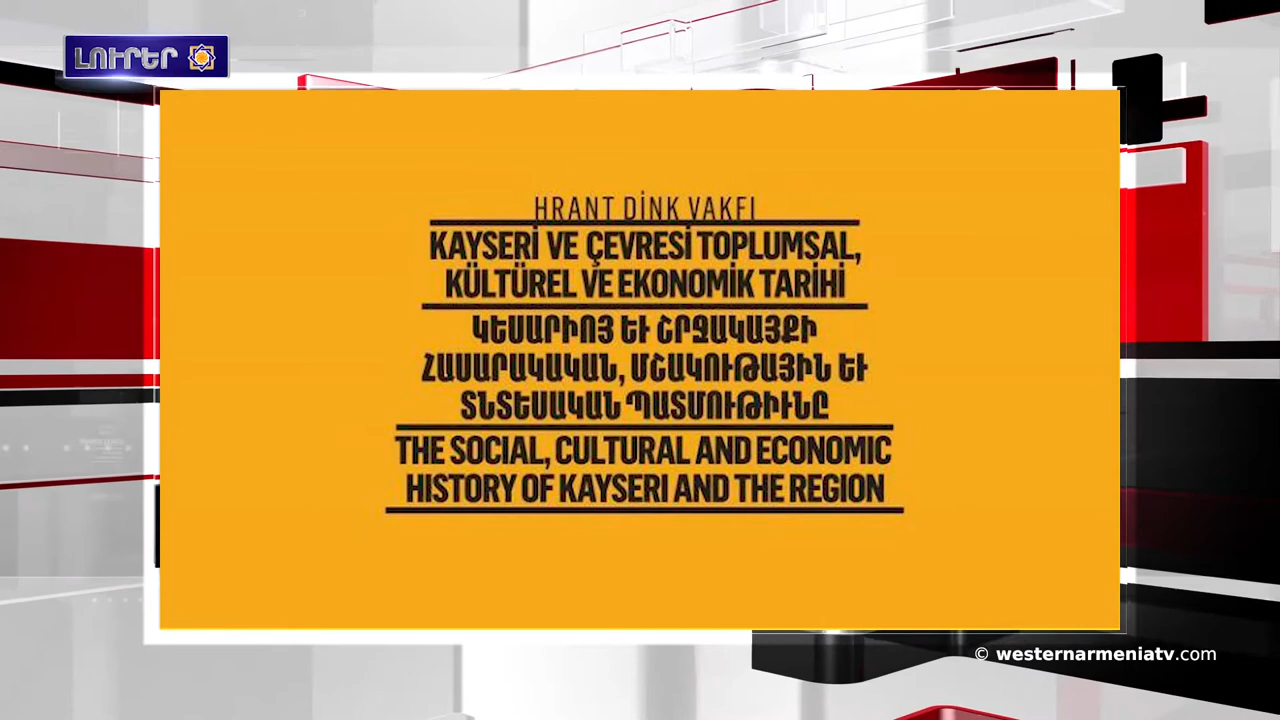 ԼՈՒՐԵՐ
HRANT DİNK VAKFI
KAYSERİ VE ÇEVRESİ TOPLUMSAL,
KÜLTÜREL VE EKONOMİK TARİHİ
ԿԵՍԱՐԻՈՅ ԵՒ ՇՐՋԱԿԱՅՔԻ
ՀԱՍԱՐԱԿԱԿԱՆ, ՄՇԱԿՈՒԹԱՅԻՆ ԵՒ
ՏՆՏԵՍԱԿԱՆ ՊԱՏՄՈՒԹԻՒՆԸ
THE SOCIAL, CULTURAL AND ECONOMIC
HISTORY OF KAYSERI AND THE REGION
© westernarmeniatv.com